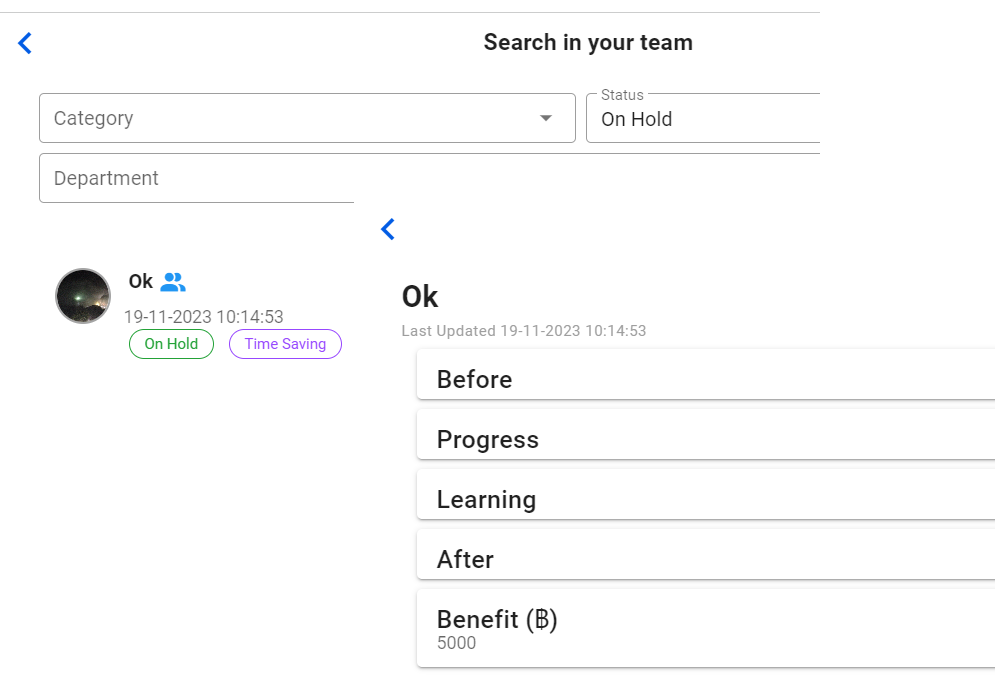 Search in your team
Category
Status
On Hold
Department
Ok
19-11-2023 10:14:53
On Hold
Time Saving
Ok
Last Updated 19-11-2023 10:14:53
Before
Progress
Learning
After
Benefit (฿)
5000